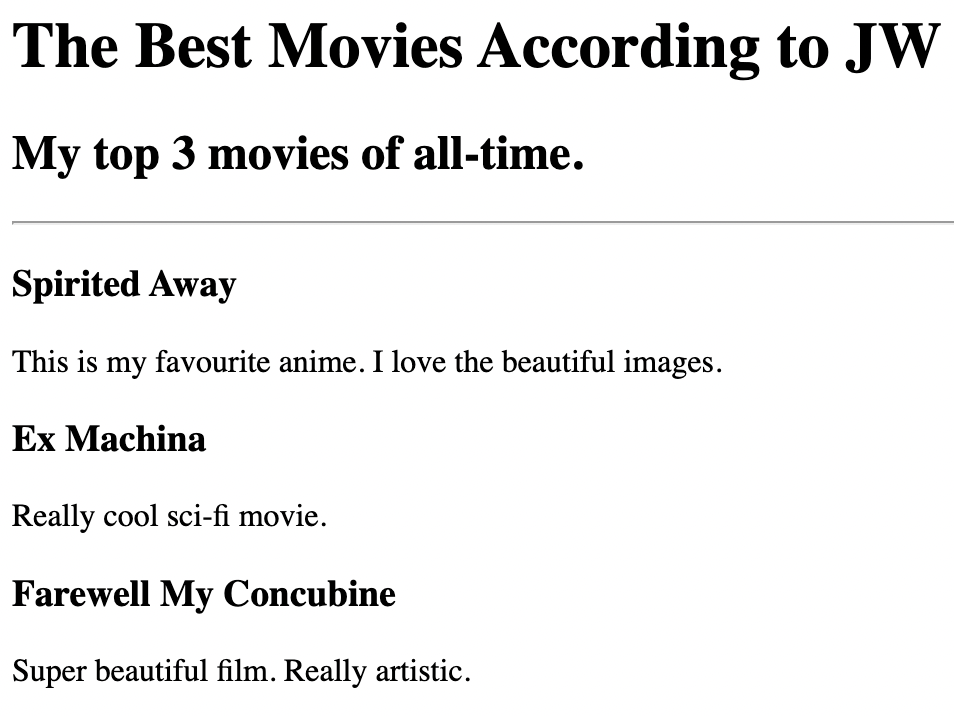 The Best Movies According to JW
My top 3 movies of all-time.
Spirited Away
This is my favourite anime. I love the beautiful images.
Ex Machina
Really cool sci-fi movie.
Farewell My Concubine
Super beautiful film. Really artistic.